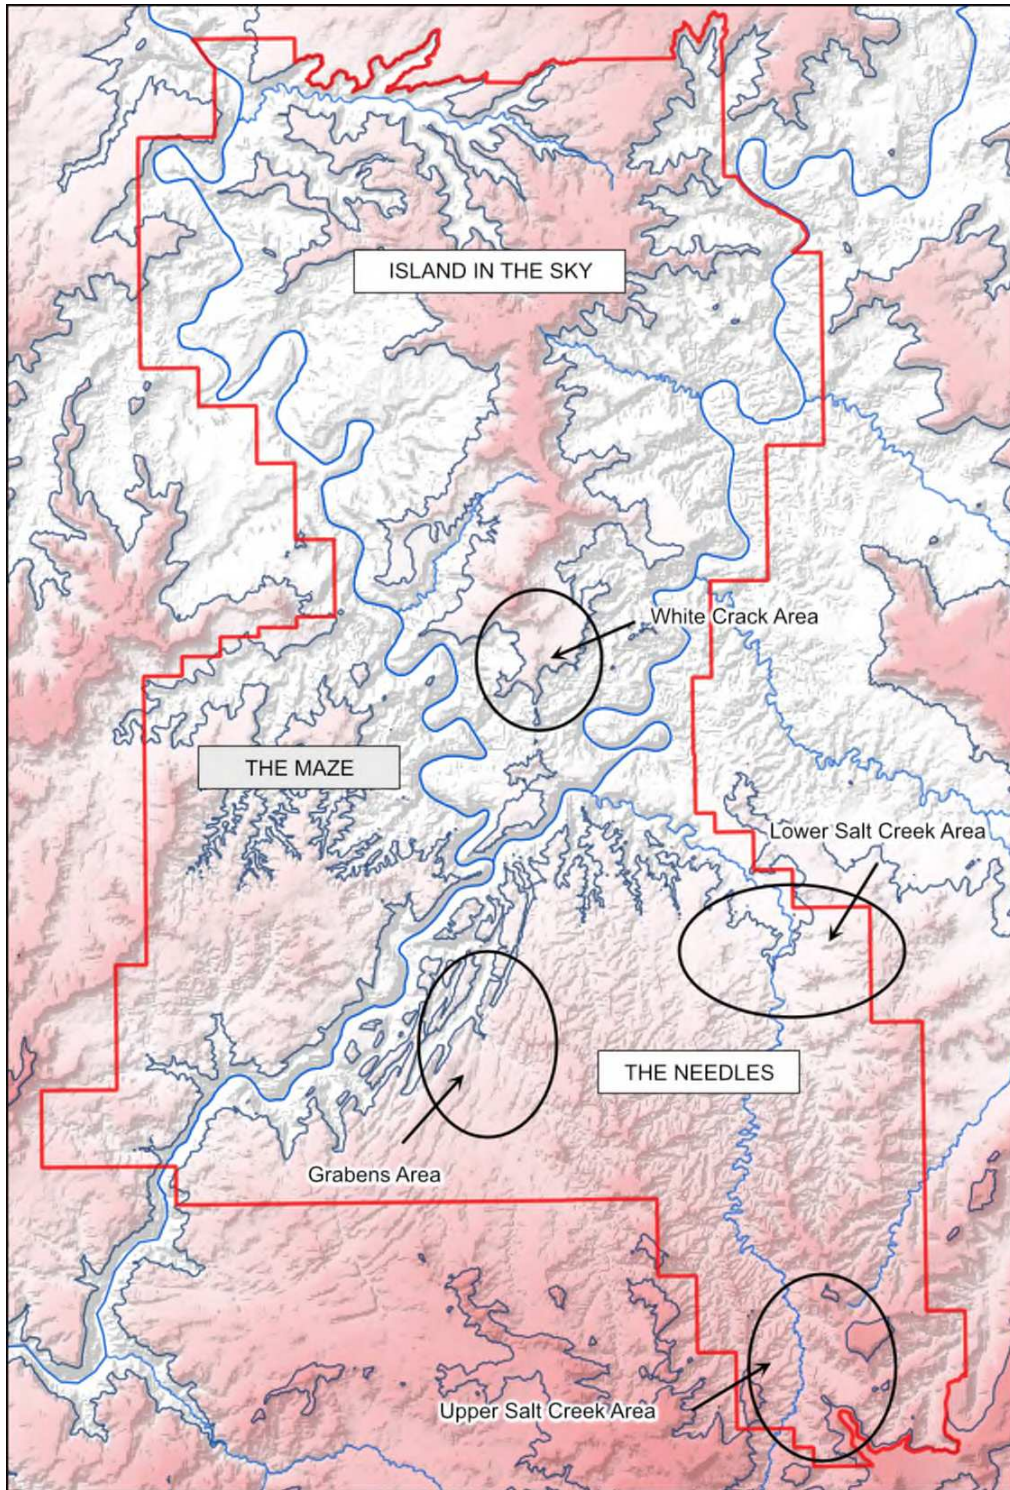 ISLAND IN THE SKY
White Crack Area
THE MAZE
Lower Salt Creek Area
THE NEEDLES
Grabens Area
Upper Salt Creek Area